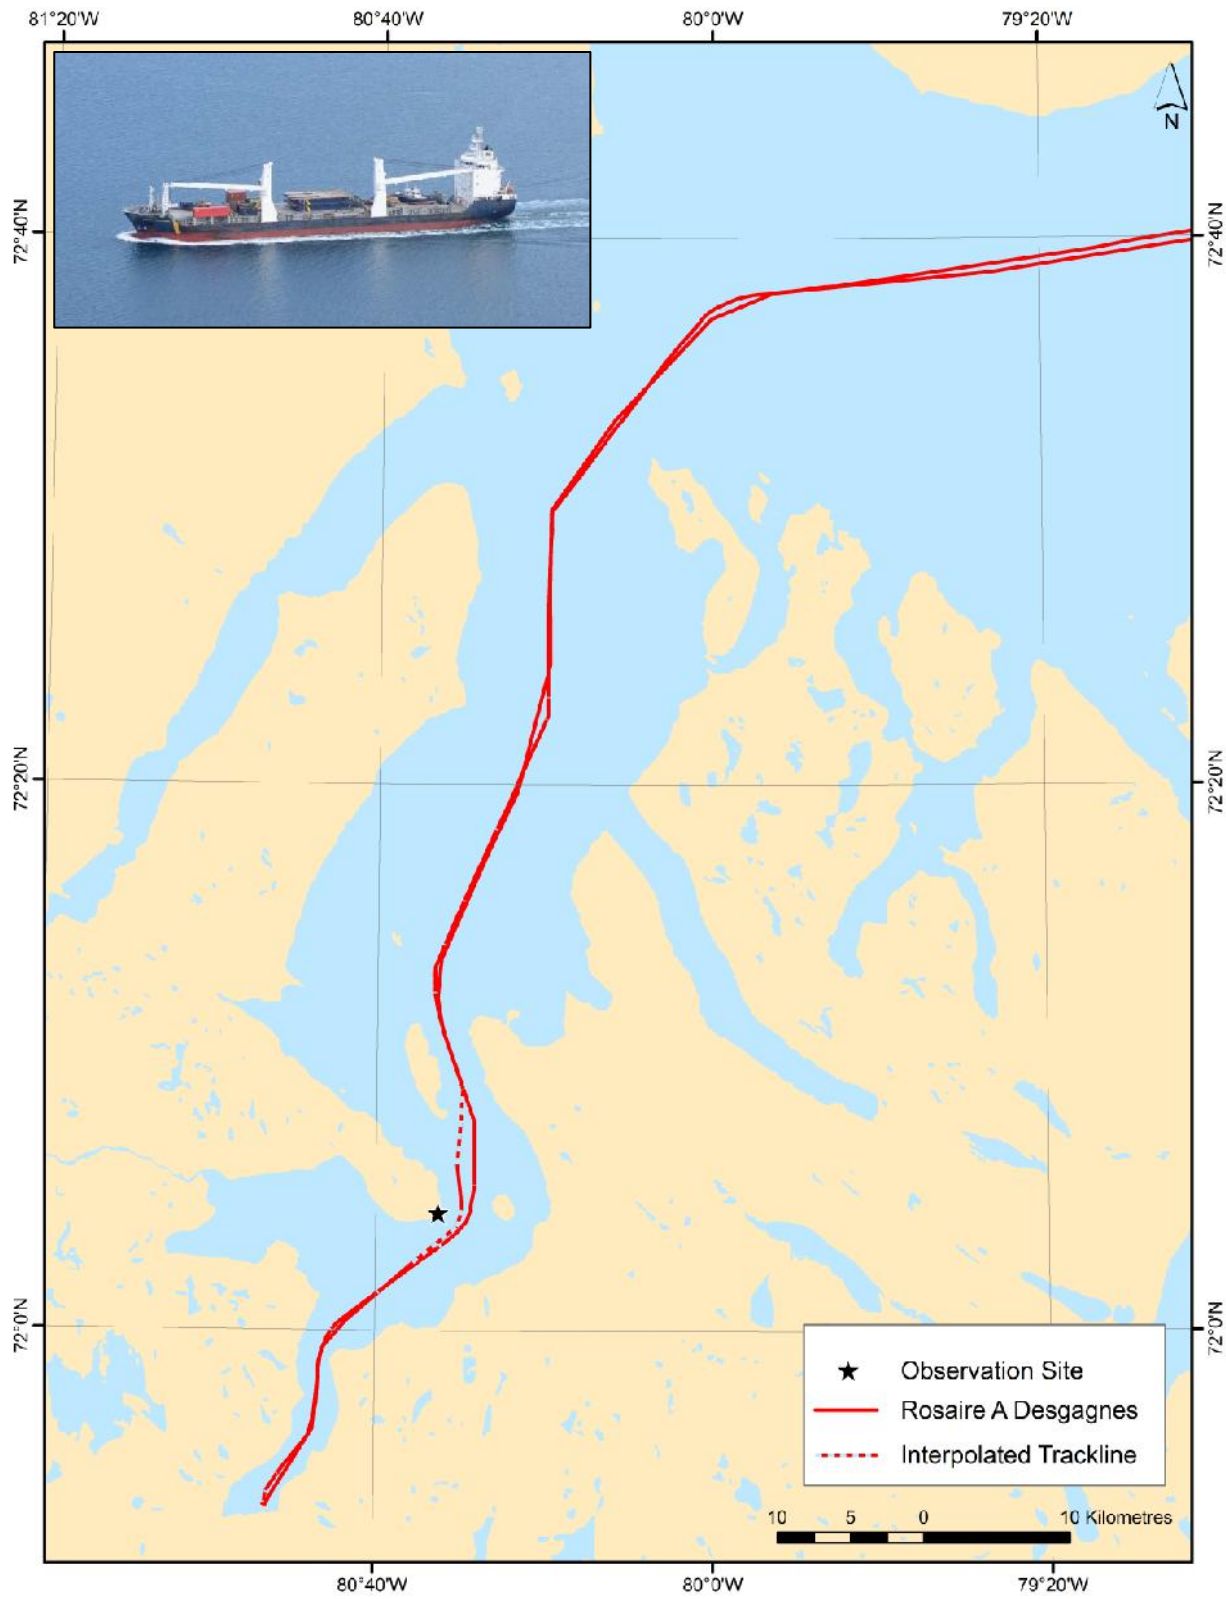 81°20'W 80°40'W 80°0'W 79°20'W
N
72°40'N 72°40'N
72°20'N 72°20'N
72°0'N 72°0'N
Observation Site
Rosaire A Desgagnes
Interpolated Trackline
10 5 0 10 Kilometres
80°40'W 80°0'W 79°20'W